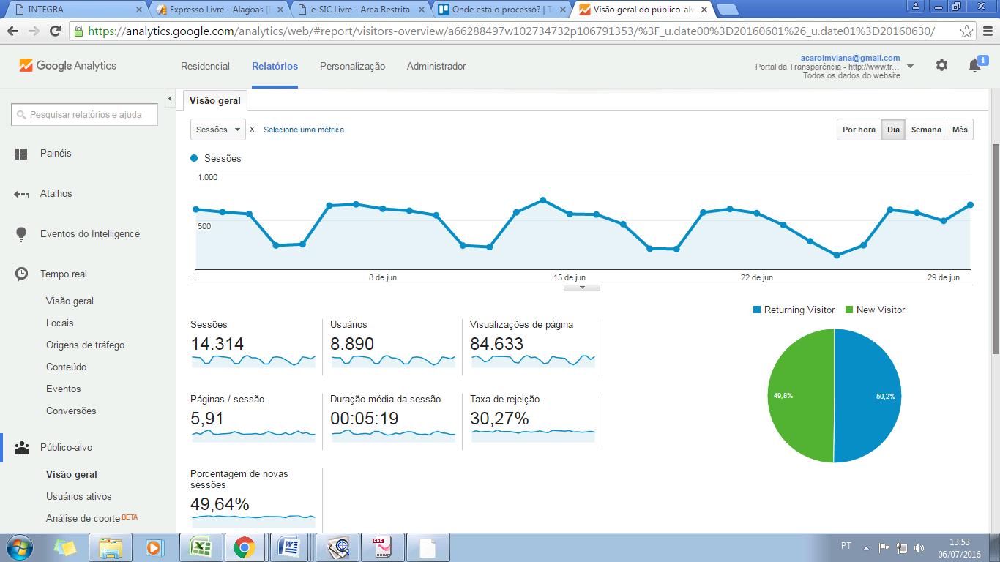 INTEGRA
Expresso Livre - Alagoas [i
e-SIC Livre - Area Restrita
Onde está o processo? | T
Visão geral do público-alv
https://analytics.google.com/analytics/web/#report/visitors-overview/a66288497w102734732p106791353/%3F_u.date00%3D20160601%26_u.date01%3D20160630/
Google Analytics
Residencial
Relatórios
Personalização
Administrador
acarolmviana@gmail.com
Portal da Transparência - http://www.tr...
Todos os dados do website
Pesquisar relatórios e ajuda
Painéis
Atalhos
Eventos do Intelligence
Tempo real
Visão geral
Locais
Origens de tráfego
Conteúdo
Eventos
Conversões
Público-alvo
Visão geral
Usuários ativos
Análise de coorte BETA
Visão geral
Sessões
x
Selecione uma métrica
Por hora
Dia
Semana
Mês
Sessões
1.000
500
...
8 de jun
15 de jun
22 de jun
29 de jun
Sessões
14.314
Usuários
8.890
Visualizações de página
84.633
Páginas / sessão
5,91
Duração média da sessão
00:05:19
Taxa de rejeição
30,27%
Porcentagem de novas
sessões
49,64%
Returning Visitor
New Visitor
49,8%
50,2%
PT
13:53
06/07/2016